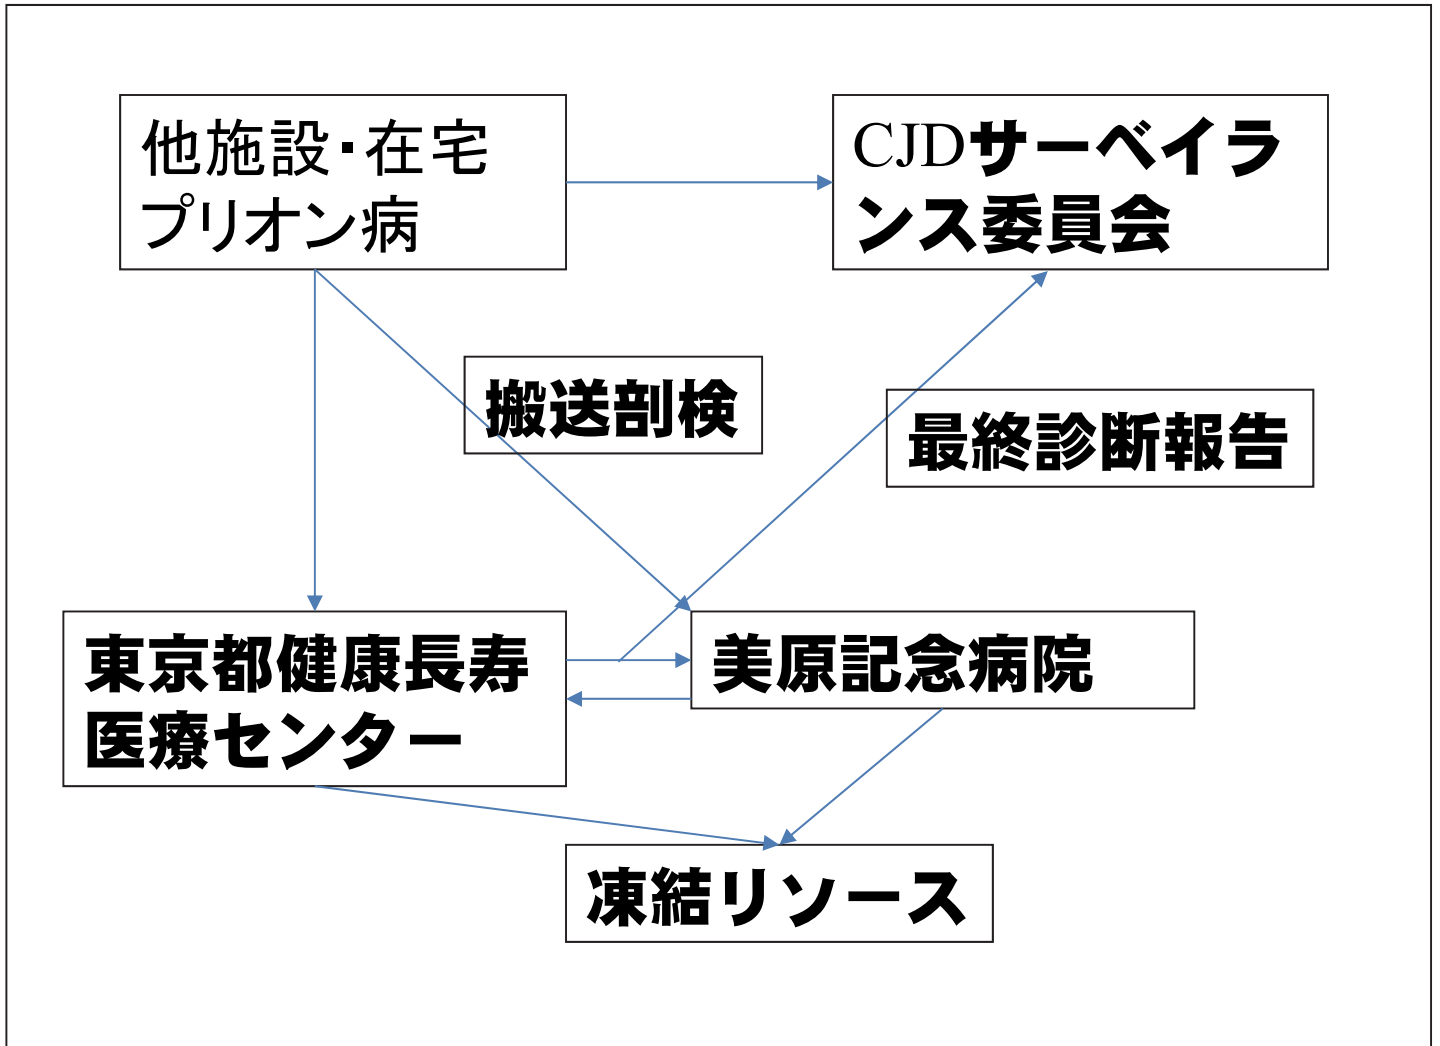 他施設・在宅
プリオン病
CJDサーベイラ
ンス委員会
搬送剖検
最終診断報告
東京都健康長寿
医療センター
美原記念病院
凍結リソース